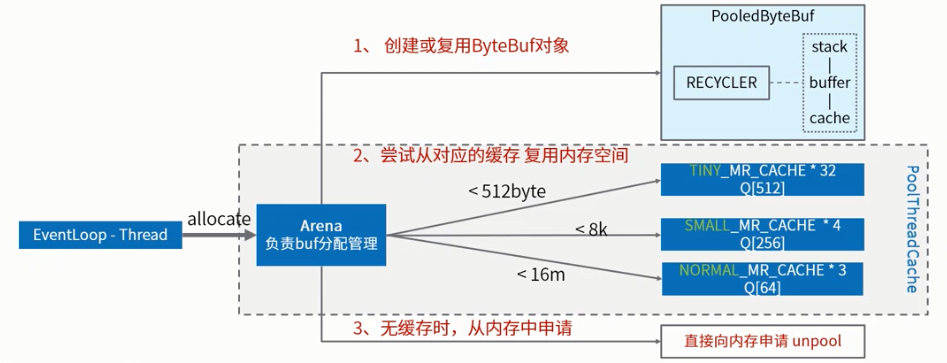 PooledByteBuf
1、 创建或复用ByteBuf对象
stack
RECYCLER
buffer
cache
2、尝试从对应的缓存 复用内存空间
TINY_MR_CACHE * 32
Q[512]
< 512byte
allocate
EventLoop - Thread
Arena
负责buf分配管理
< 8k
SMALL_MR_CACHE * 4
Q[256]
PoolThreadCache
< 16m
NORMAL_MR_CACHE * 3
Q[64]
3、无缓存时，从内存中申请
直接向内存申请 unpool